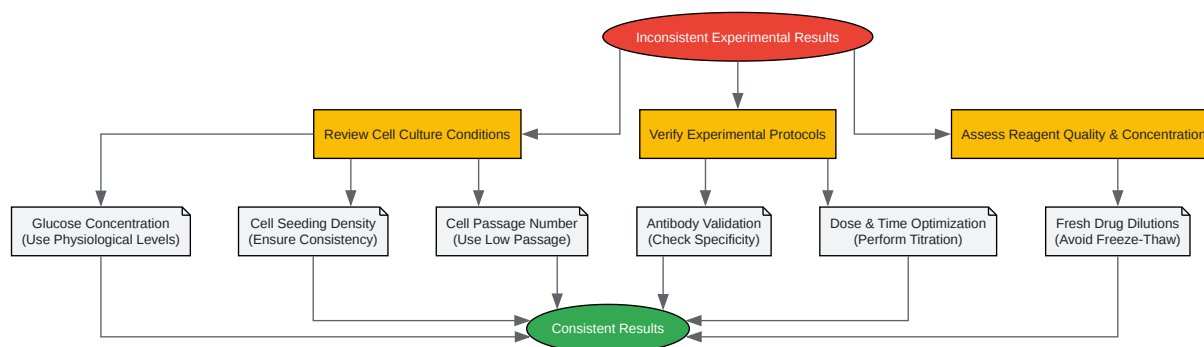 Inconsistent Experimental Results
Review Cell Culture Conditions
Verify Experimental Protocols
Assess Reagent Quality & Concentration
Glucose Concentration
(Use Physiological Levels)
Cell Seeding Density
(Ensure Consistency)
Cell Passage Number
(Use Low Passage)
Antibody Validation
(Check Specificity)
Dose & Time Optimization
(Perform Titration)
Fresh Drug Dilutions
(Avoid Freeze-Thaw)
Consistent Results